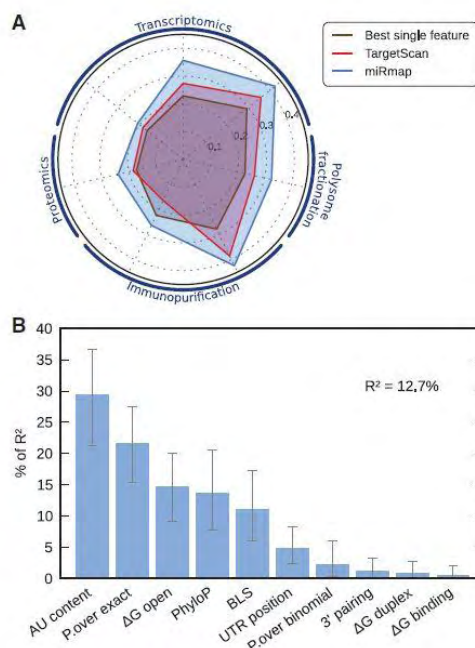 A
Transcriptomics
Best single feature
TargetScan
miRmap
0.1
0.2
0.3
0.4
Proteomics
Polysome
fractionation
Immunopurification
B
40
35
30
25
20
15
10
5
0
% of R²
R² = 12.7%
AU content
P.over exact
ΔG open
PhyloP
BLS
UTR position
P.over binomial
3' pairing
ΔG duplex
ΔG binding